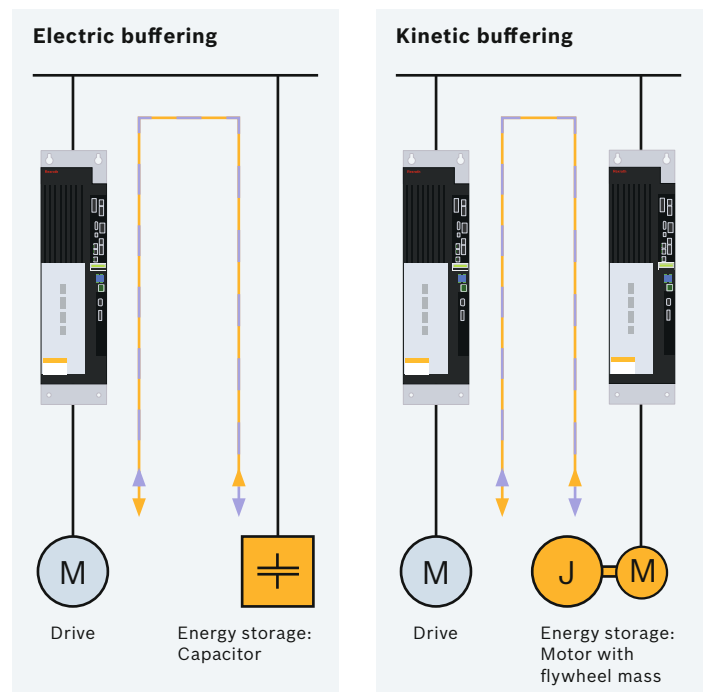 Electric buffering
M
Drive
Energy storage:
Capacitor
Kinetic buffering
M
Drive
J
M
Energy storage:
Motor with
flywheel mass